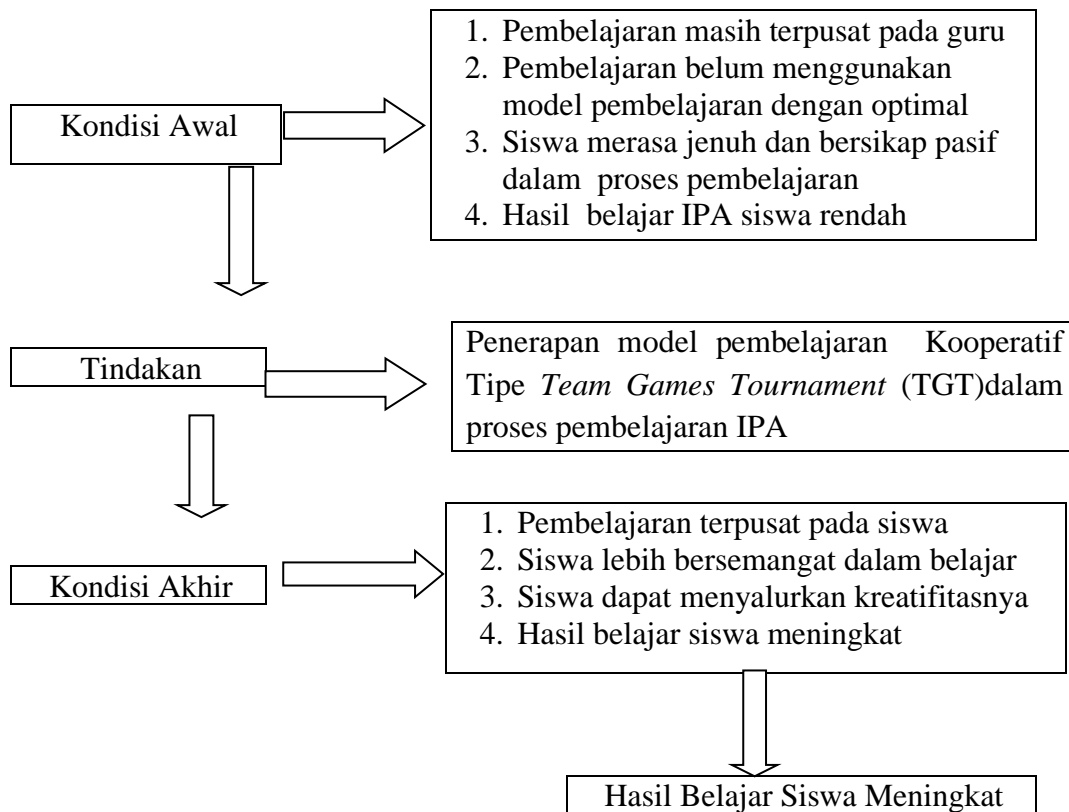 Kondisi Awal
1. Pembelajaran masih terpusat pada guru
2. Pembelajaran belum menggunakan
model pembelajaran dengan optimal
3. Siswa merasa jenuh dan bersikap pasif
dalam proses pembelajaran
4. Hasil belajar IPA siswa rendah
Tindakan
Penerapan model pembelajaran Kooperatif
Tipe Team Games Tournament (TGT)dalam
proses pembelajaran IPA
Kondisi Akhir
1. Pembelajaran terpusat pada siswa
2. Siswa lebih bersemangat dalam belajar
3. Siswa dapat menyalurkan kreatifitasnya
4. Hasil belajar siswa meningkat
Hasil Belajar Siswa Meningkat